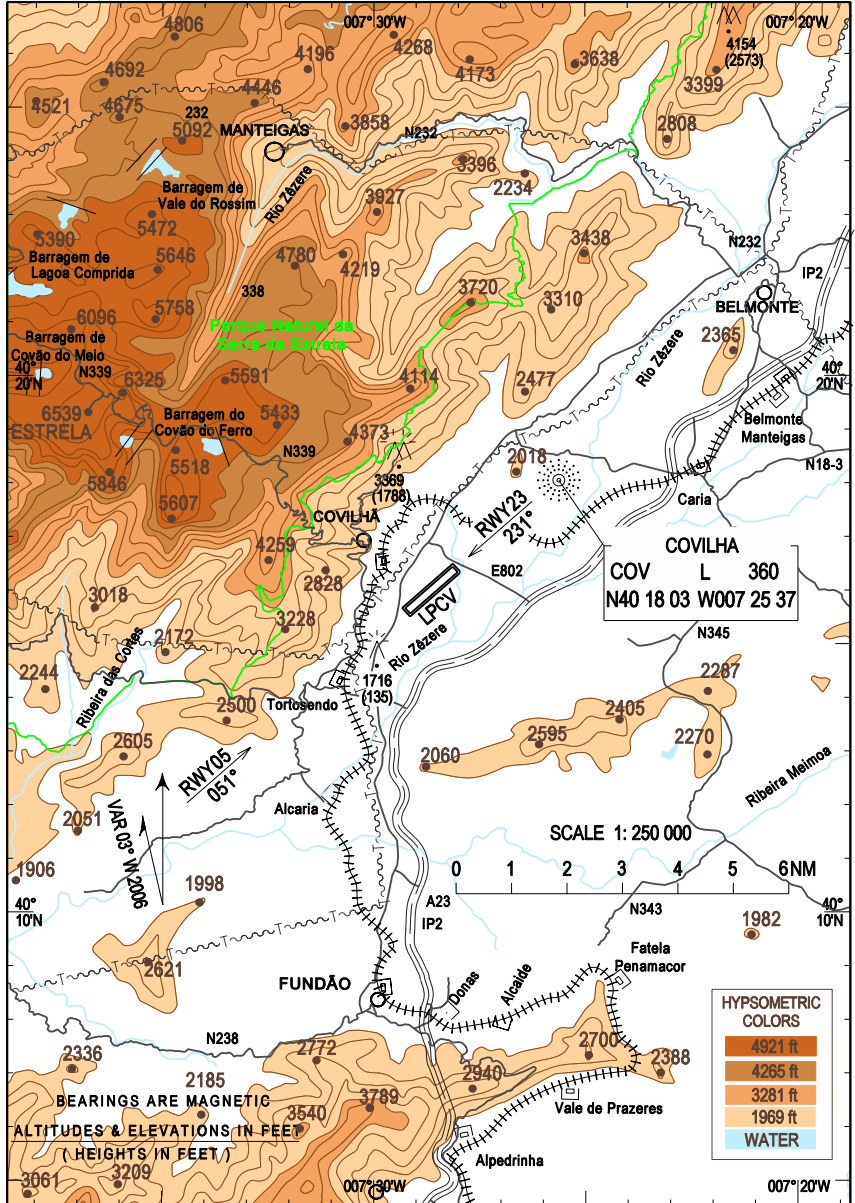 4806
007° 30'W
4268
007° 20'W
4154
(2573)
4692
4196
4173
3638
3399
4521
4675
232
4446
3858
N232
2808
5092
MANTEIGAS
3396
2234
Barragem de
Vale do Rossim
Rio Zêzere
3927
5390
5472
4780
4219
3438
N232
Barragem de
Lagoa Comprida
5646
338
3720
3310
IP2
BELMONTE
6096
5758
Parque Natural da
Serra da Estrela
Rio Zêzere
2365
Barragem de
Covão do Meio
N339
40°
20'N
6325
5591
4114
2477
40°
20'N
6539
ESTRELA
Barragem do
Covão do Ferro
5433
4373
Belmonte
Manteigas
5518
N339
5846
3369
(1788)
2018
N18-3
5607
COVILHÃ
RWY23
231°
Caria
4259
2828
E802
COVILHA
COV L 360
N40 18 03 W007 25 37
3018
3228
LPCV
N345
2172
Ribeira das Cortes
1716
(135)
Rio Zêzere
2287
2244
2500
Tortosendo
2405
2605
2595
2270
RWY05
051°
2060
Ribeira Meimoa
2051
VAR 03° W 2006
Alcaria
SCALE 1: 250 000
0 1 2 3 4 5 6NM
1906
1998
A23
IP2
N343
40°
10'N
40°
10'N
1982
2621
Fatela
Penamacor
FUNDÃO
Donas
Alcaide
HYPSOMETRIC
COLORS
4921 ft
4265 ft
3281 ft
1969 ft
WATER
N238
2336
2772
2700
2388
2185
2940
BEARINGS ARE MAGNETIC
3789
Vale de Prazeres
ALTITUDES & ELEVATIONS IN FEET
3540
( HEIGHTS IN FEET )
Alpedrinha
3061
3209
007° 30'W
007° 20'W